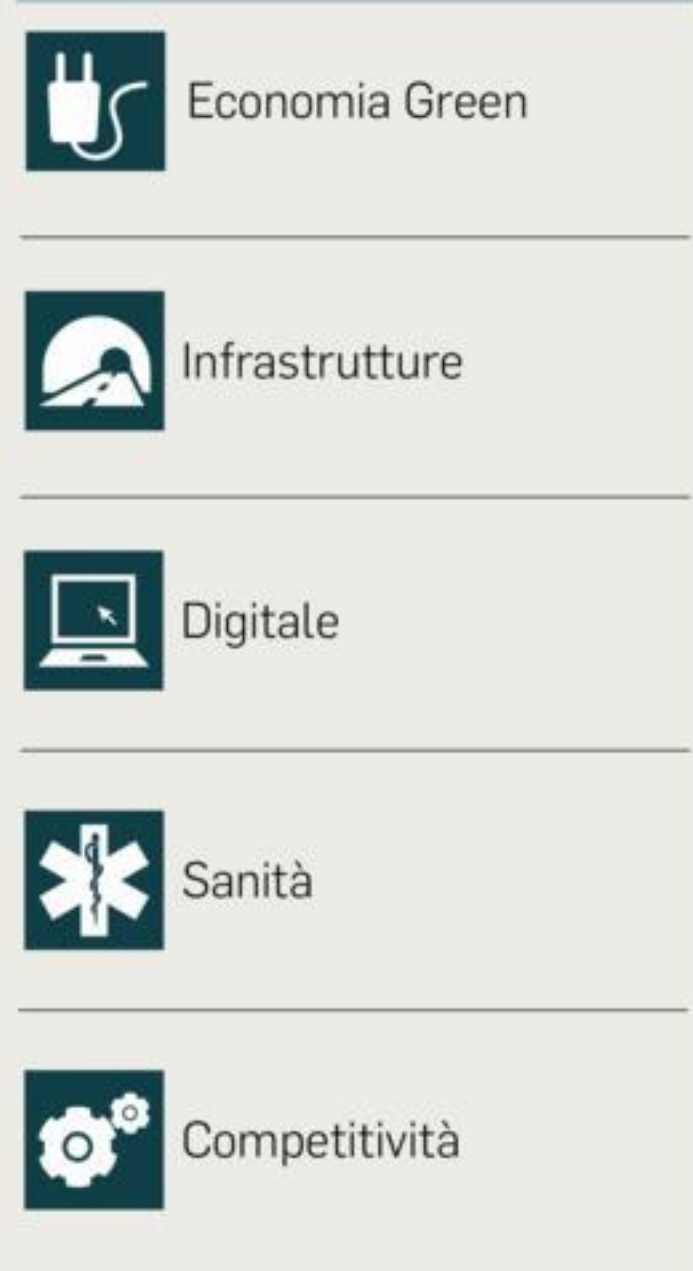 Economia Green
Infrastrutture
Digitale
Sanità
Competitività